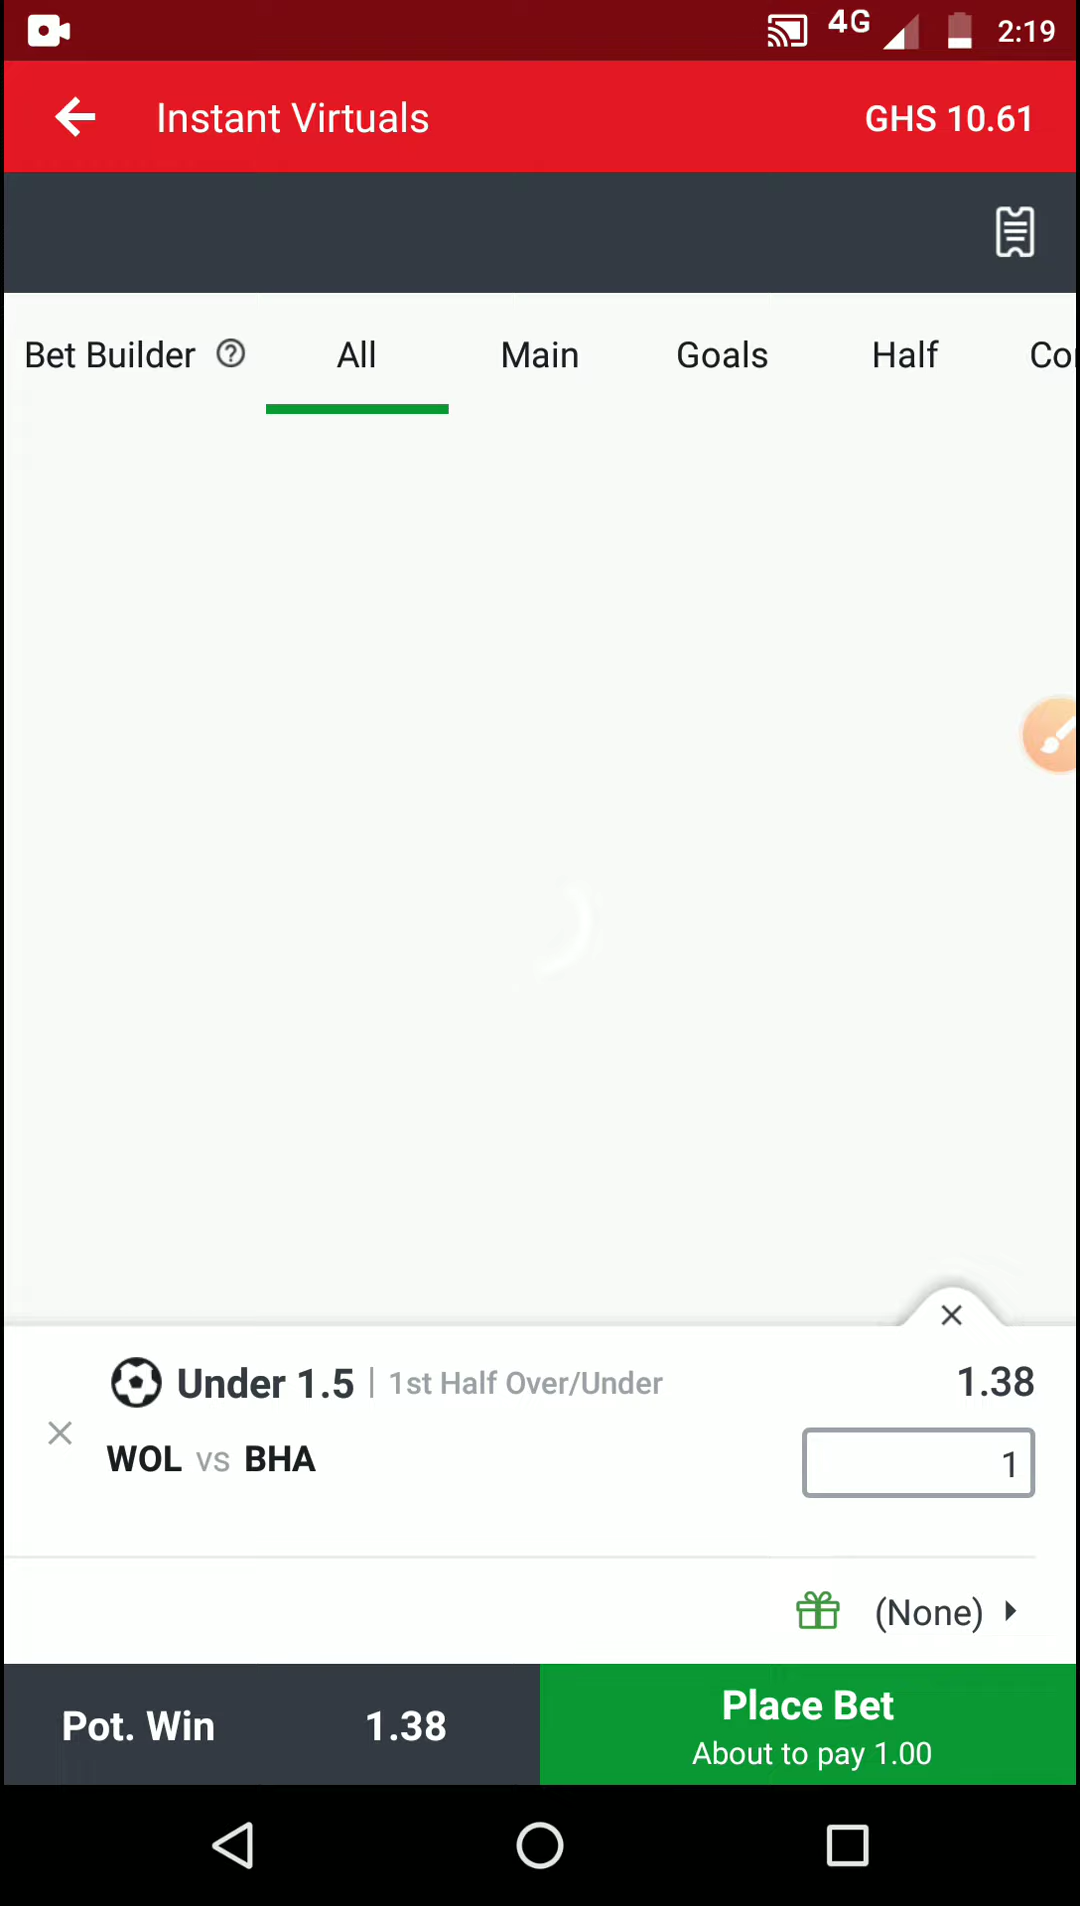 4G 2:19
Instant Virtuals GHS 10.61
Bet Builder All Main Goals Half Co
Under 1.5 | 1st Half Over/Under 1.38
WOL vs BHA 1
(None)
Pot. Win 1.38 Place Bet
About to pay 1.00